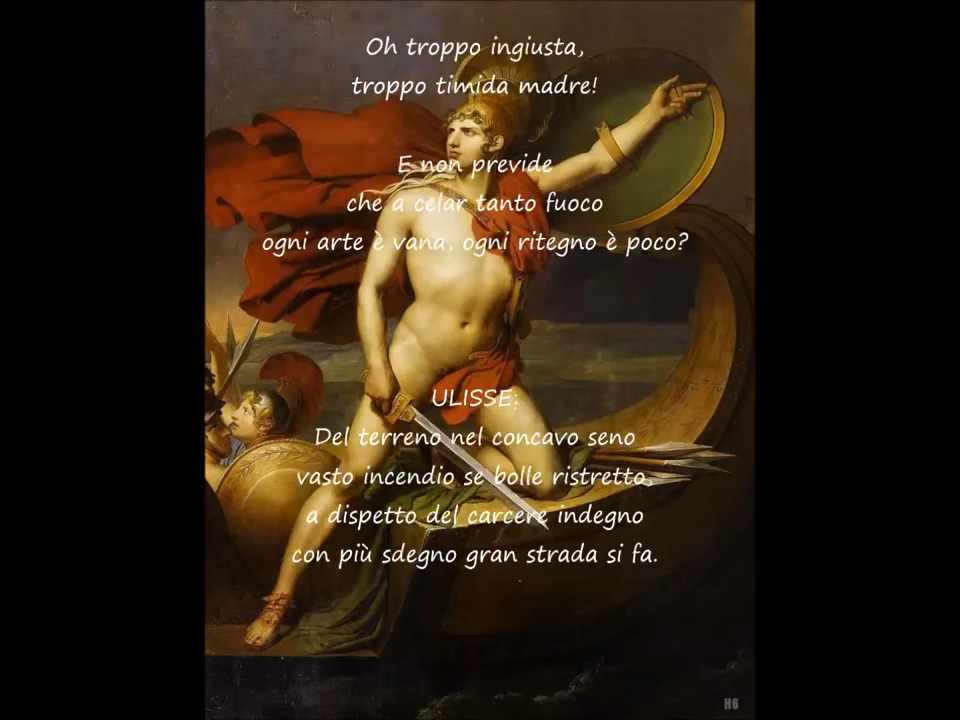 Oh troppo ingiusta,
troppo timida madre!
E non previde
che a celar tanto fuoco
ogni arte è vana, ogni ritegno è poco?
ULISSE:
Del terreno nel concavo seno
vasto incendio se bolle ristretto,
a dispetto del carcere indegno
con più sdegno gran strada si fa.
H6